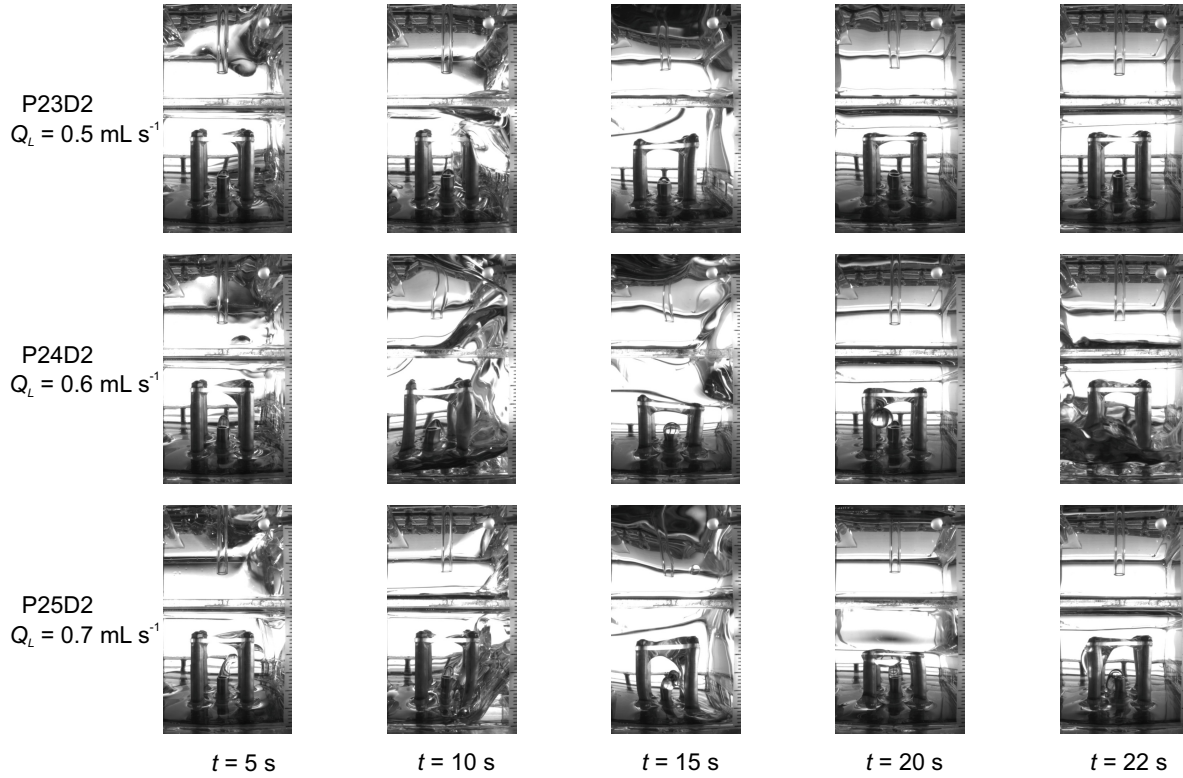 P23D2
Q_L = 0.5 mL s⁻¹
P24D2
Q_L = 0.6 mL s⁻¹
P25D2
Q_L = 0.7 mL s⁻¹
t = 5 s
t = 10 s
t = 15 s
t = 20 s
t = 22 s